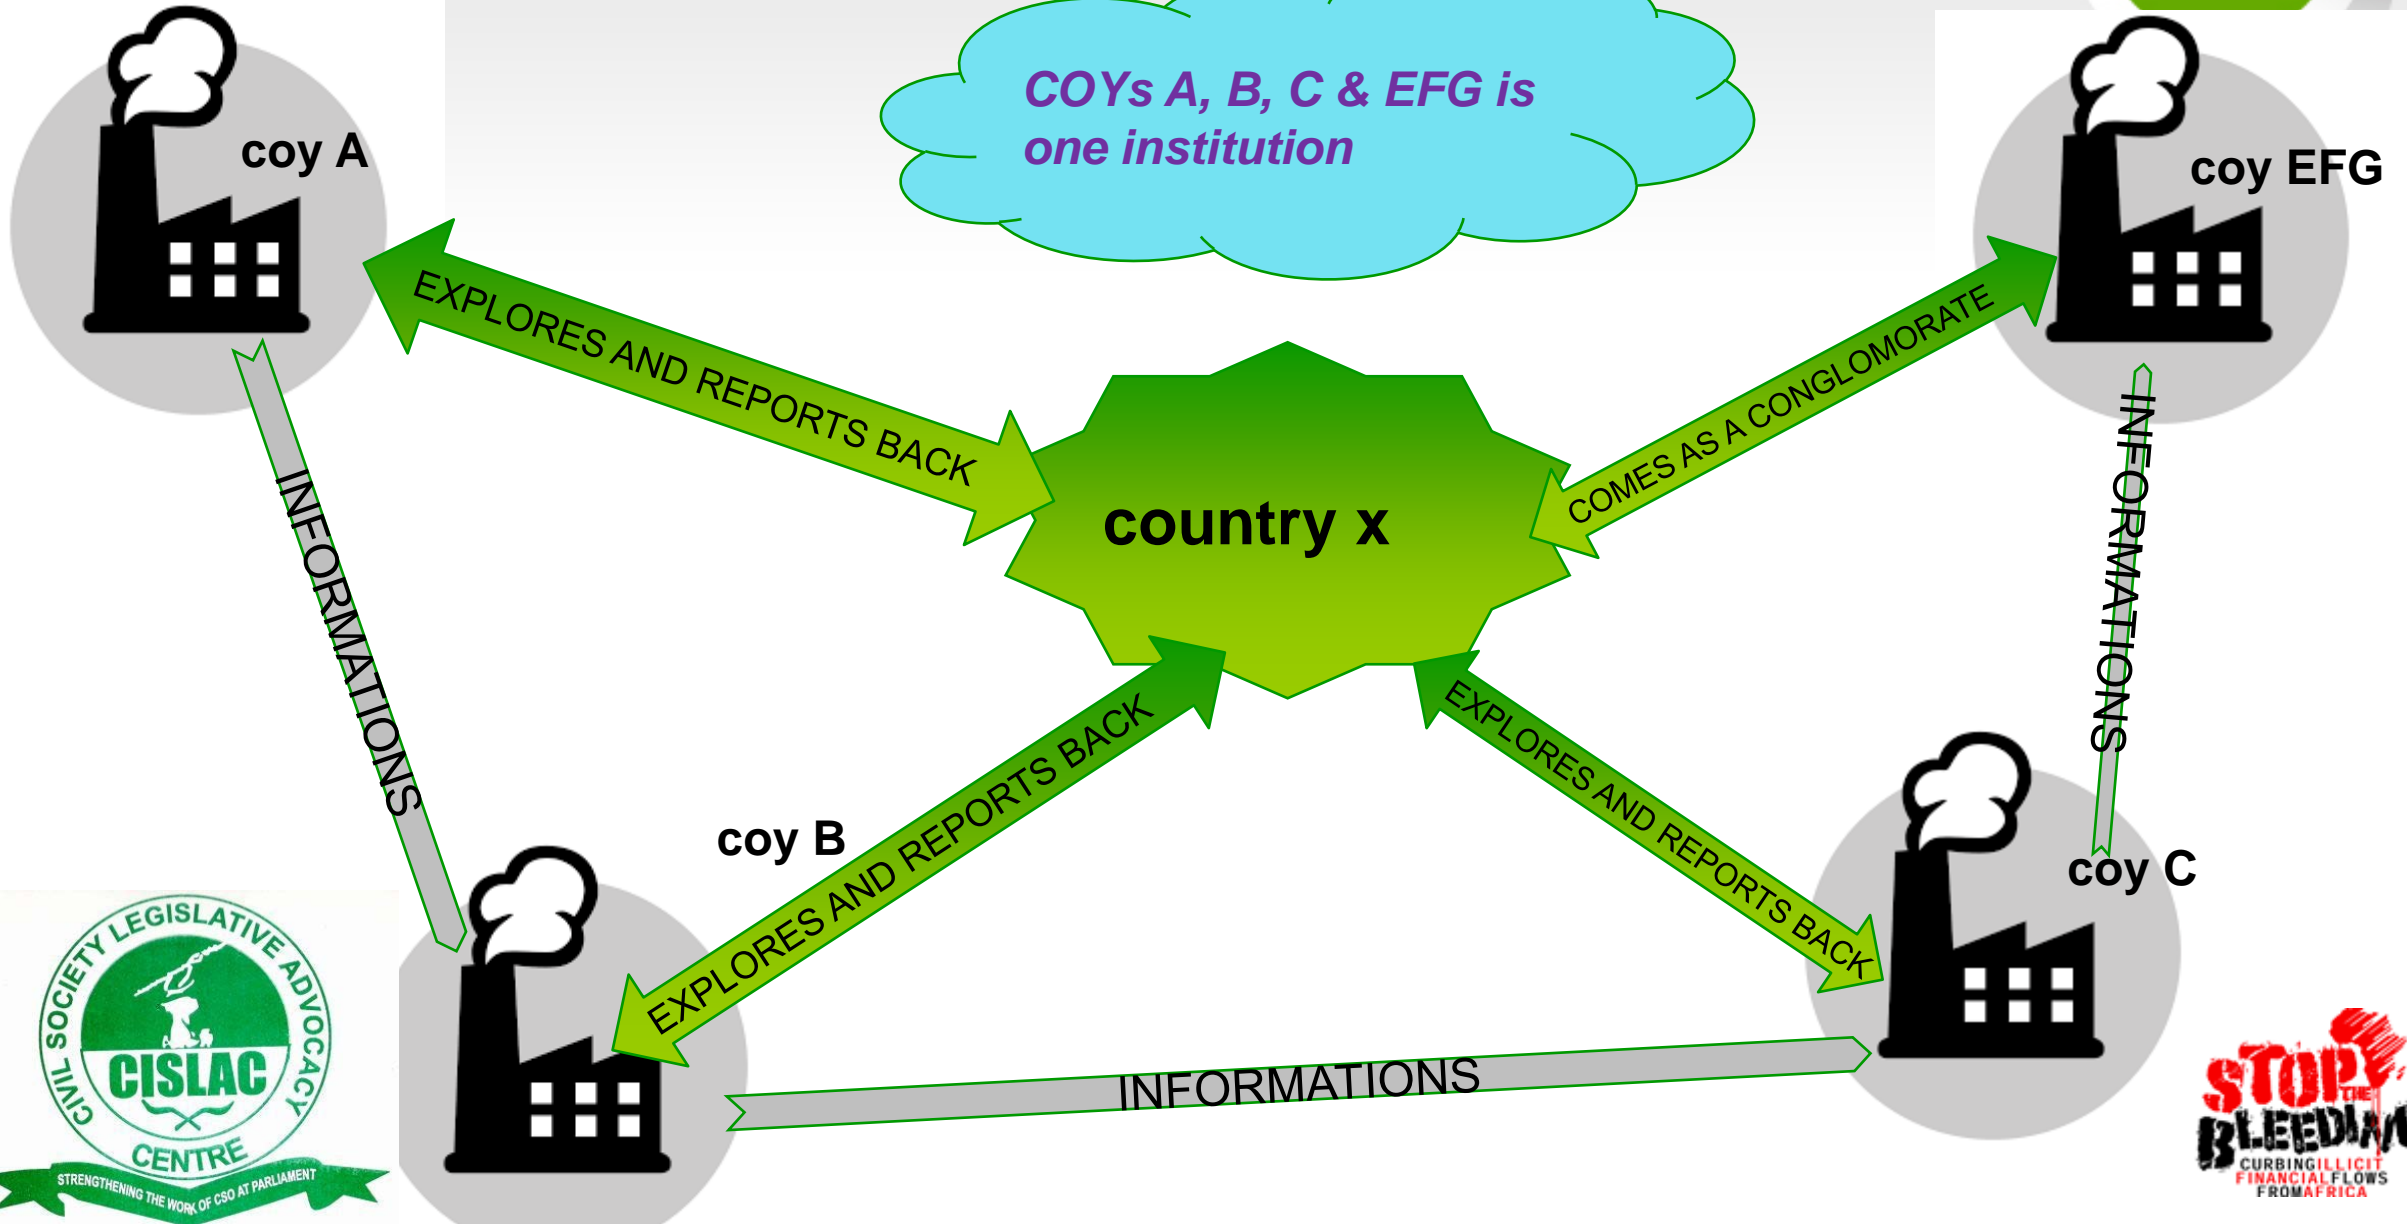 COYs A, B, C & EFG is
one institution
coy A
coy EFG
EXPLORES AND REPORTS BACK
COMES AS A CONGLOMORATE
country x
INFORMATIONS
INFORMATIONS
coy B
EXPLORES AND REPORTS BACK
EXPLORES AND REPORTS BACK
coy C
INFORMATIONS
CIVIL SOCIETY LEGISLATIVE ADVOCACY
CISLAC
CENTRE
STRENGTHENING THE WORK OF CSO AT PARLIAMENT
STOP
THE
CURBING ILLICIT
FINANCIAL FLOWS
FROM AFRICA